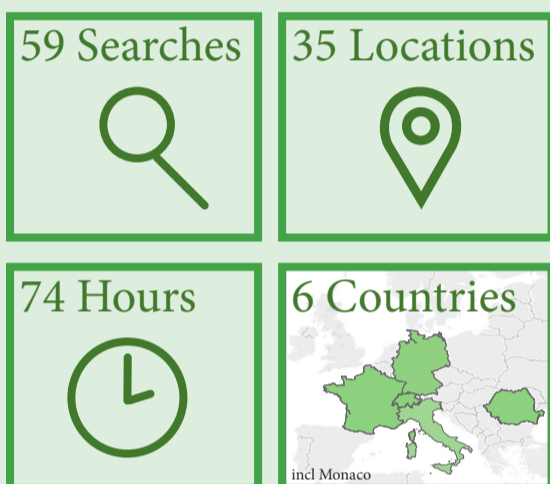 59 Searches
35 Locations
74 Hours
6 Countries
incl Monaco